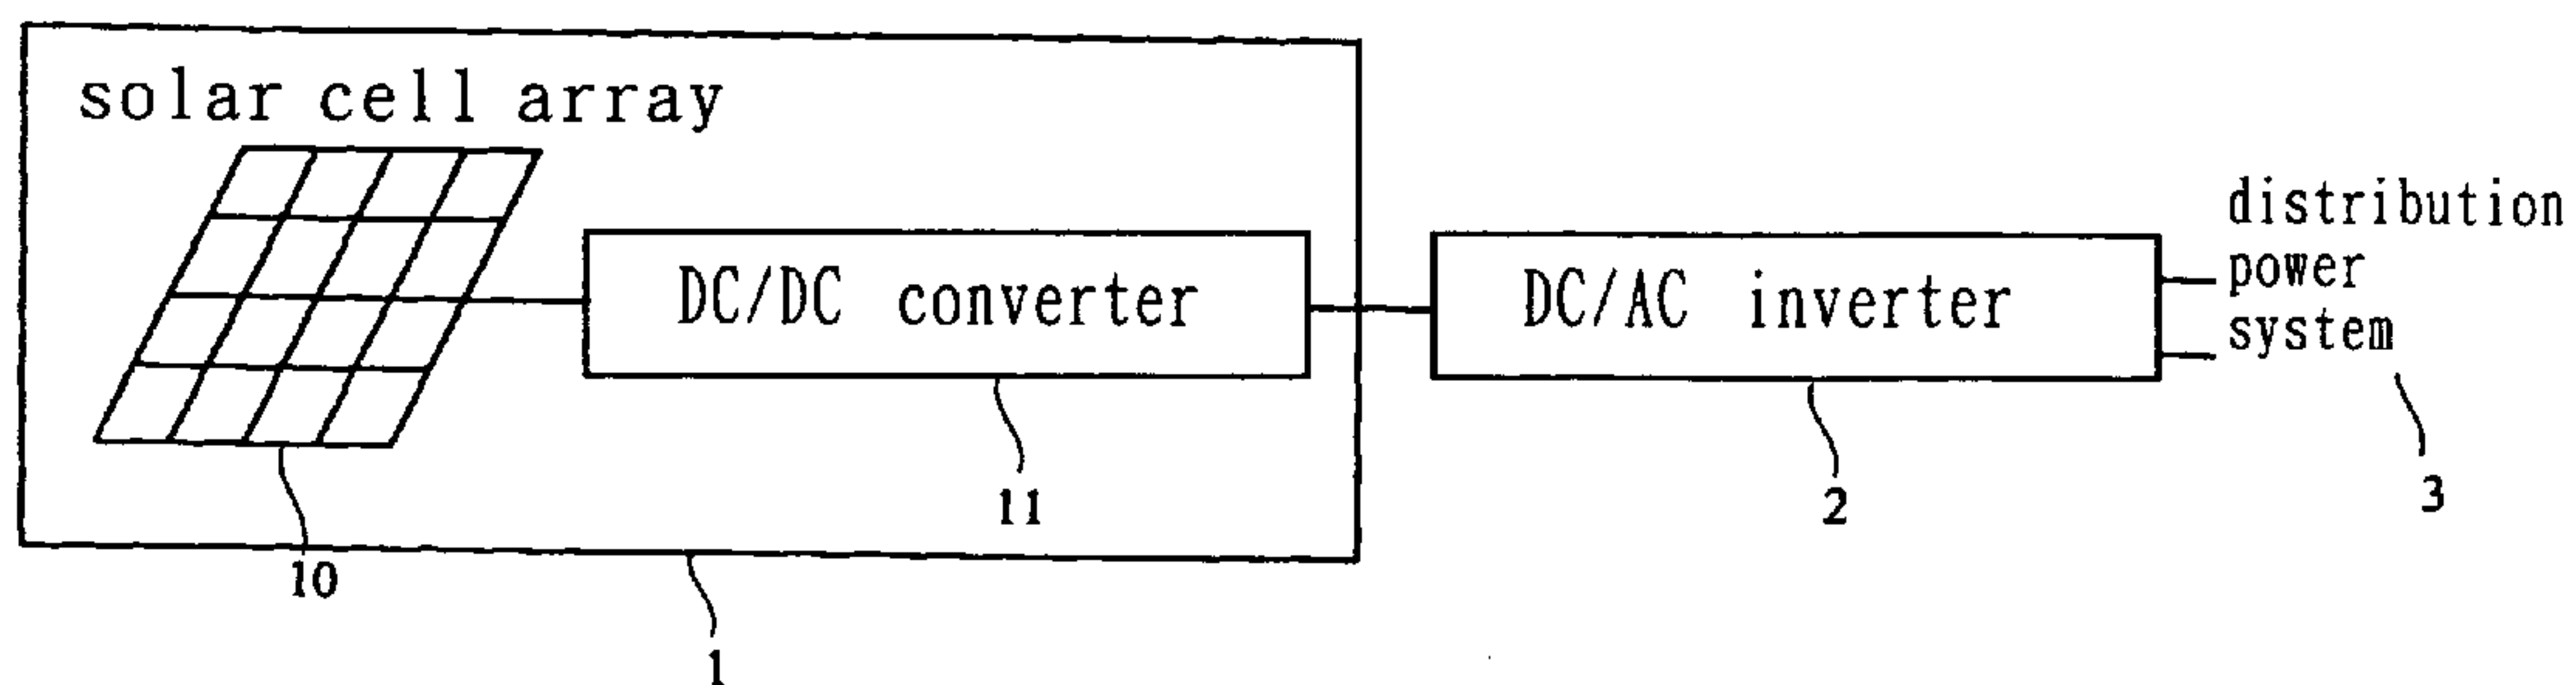 solar cell array
DC/DC converter
DC/AC inverter
distribution
power
system
10
11
2
3
1